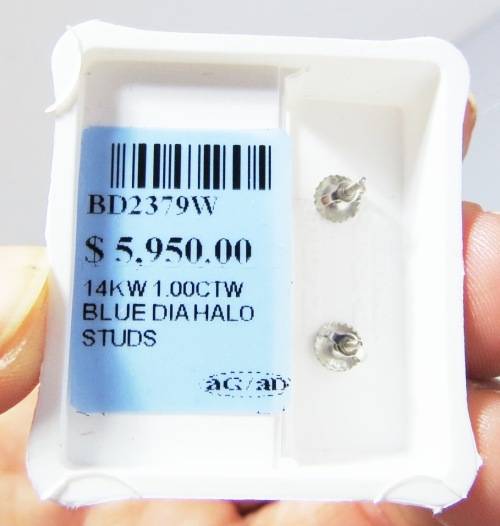 BD2379W
$ 5,950.00
14KW 1.00CTW
BLUE DIA HALO
STUDS
aG/aD